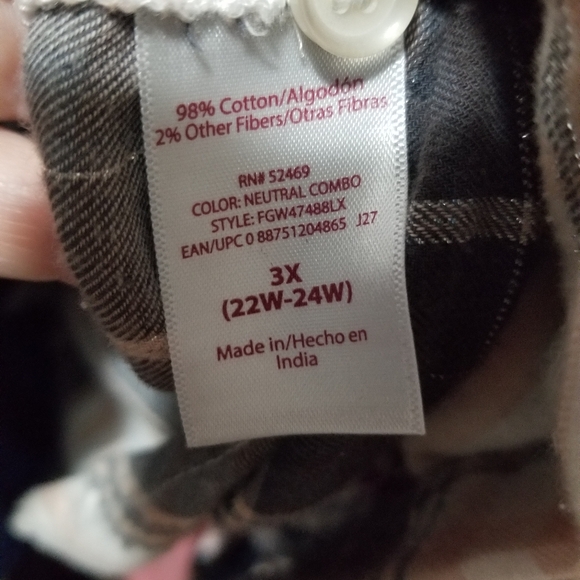 98% Cotton/Algodón
2% Other Fibers/Otras Fibras
RN# 52469
COLOR: NEUTRAL COMBO
STYLE: FGW47488LX
EAN/UPC 0 88751204865 J27
3X
(22W-24W)
Made in/Hecho en
India